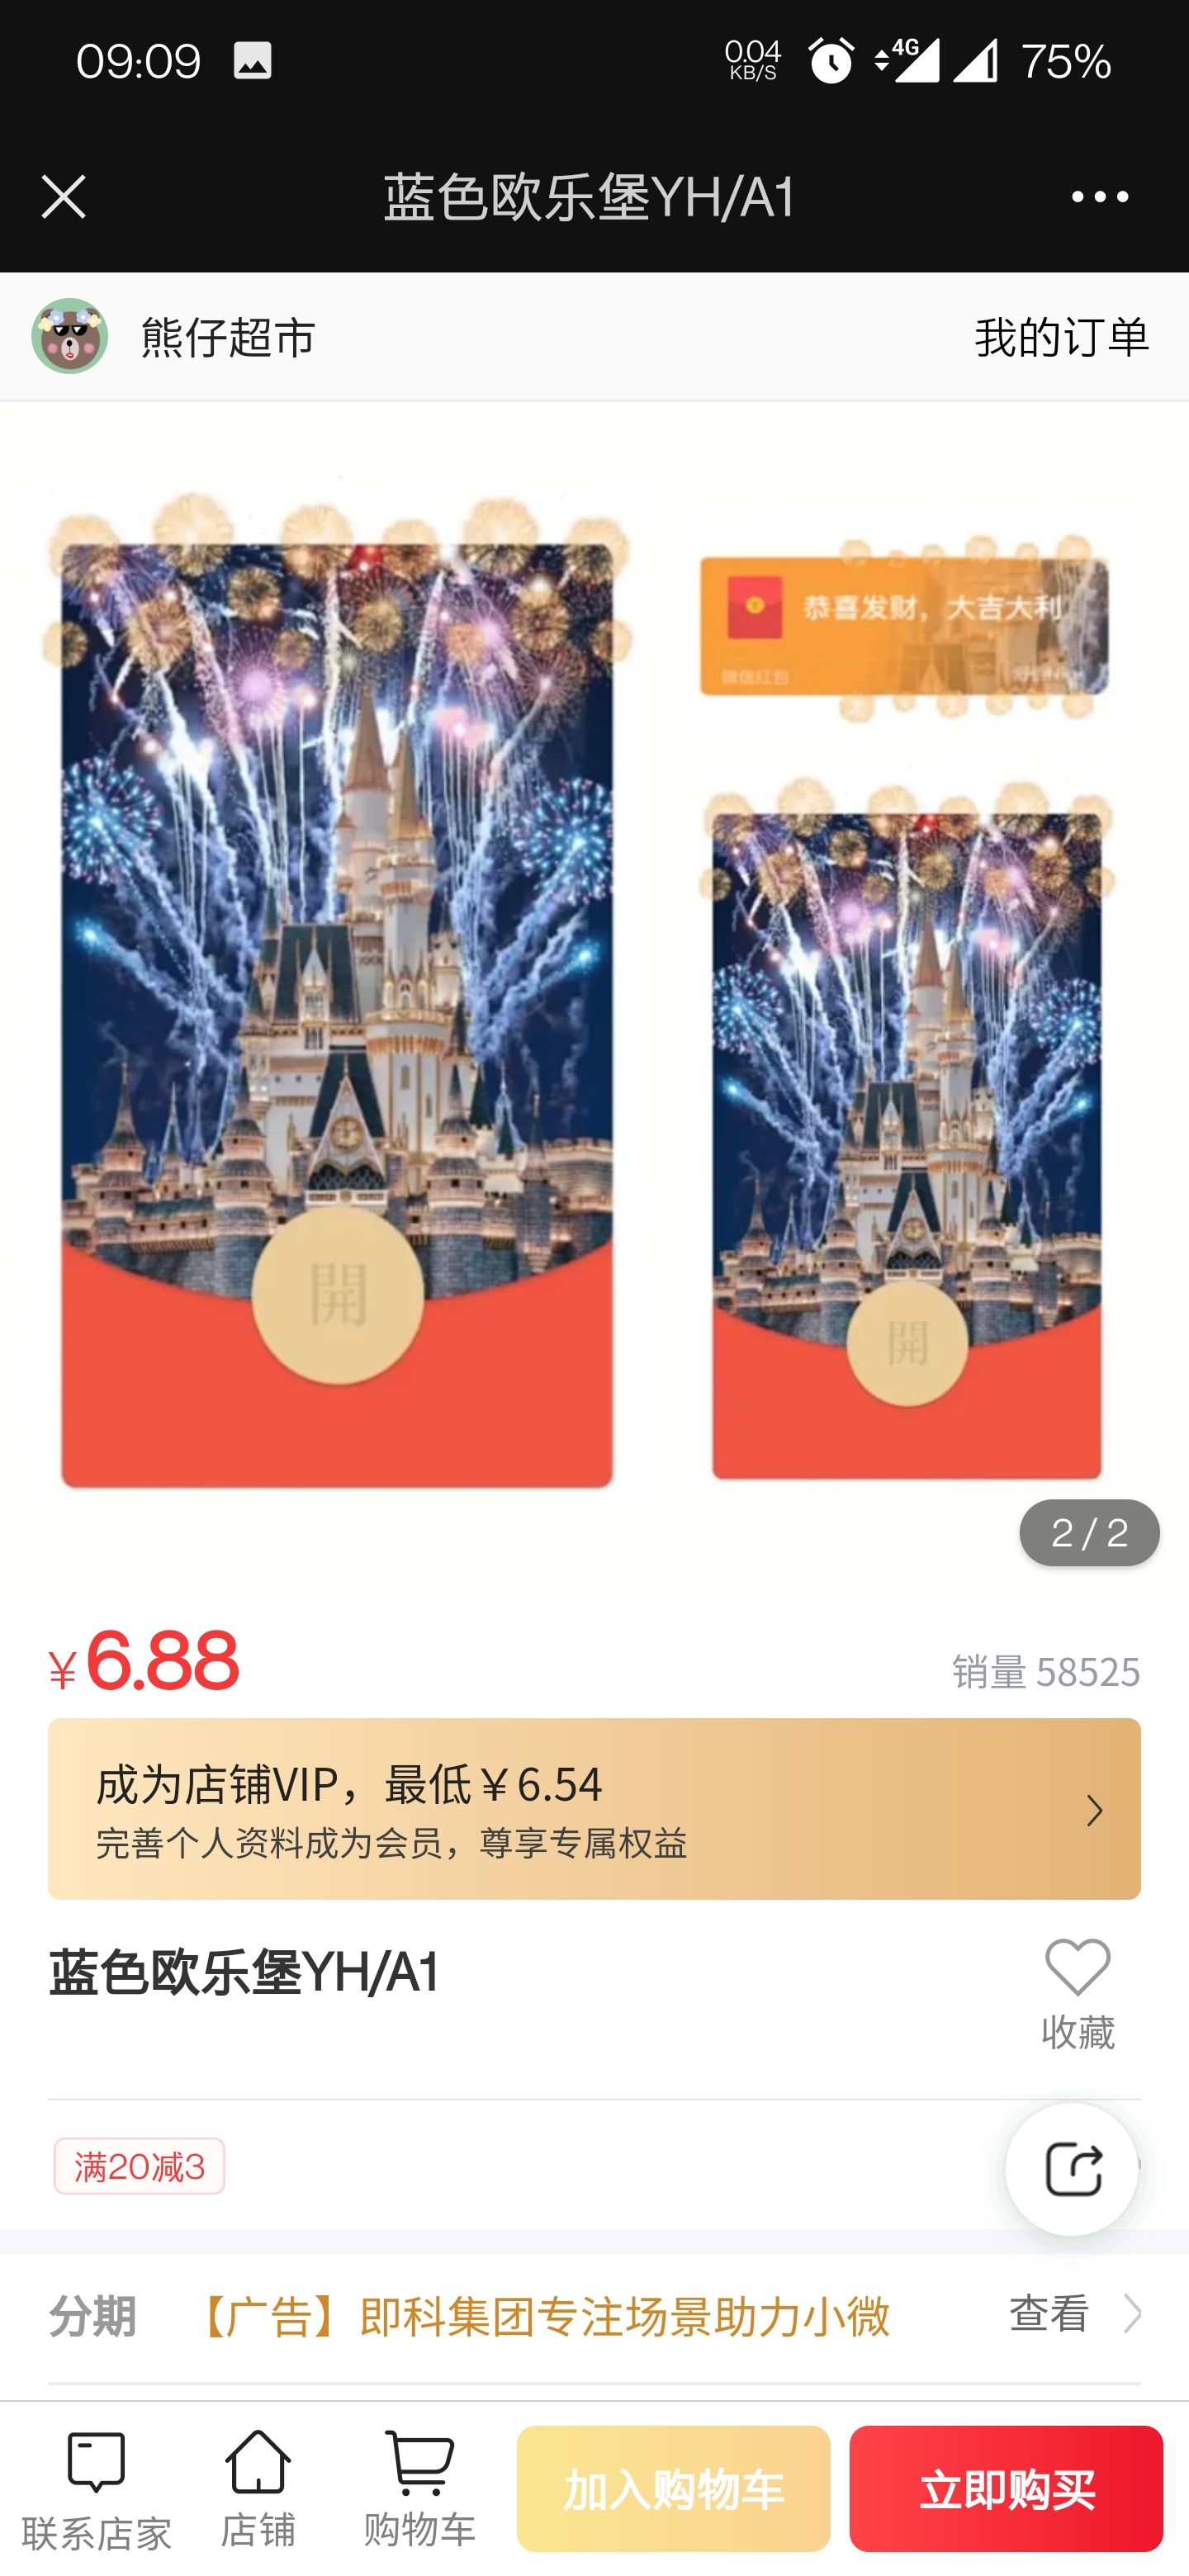 09:09
0.04
KB/S
4G
75%
蓝色欧乐堡YH/A1
熊仔超市
我的订单
恭喜发财，大吉大利
微信红包
開
開
2 / 2
¥6.88
销量 58525
成为店铺VIP，最低￥6.54
完善个人资料成为会员，尊享专属权益
蓝色欧乐堡YH/A1
收藏
满20减3
分期
【广告】即科集团专注场景助力小微
查看
联系店家
店铺
购物车
加入购物车
立即购买